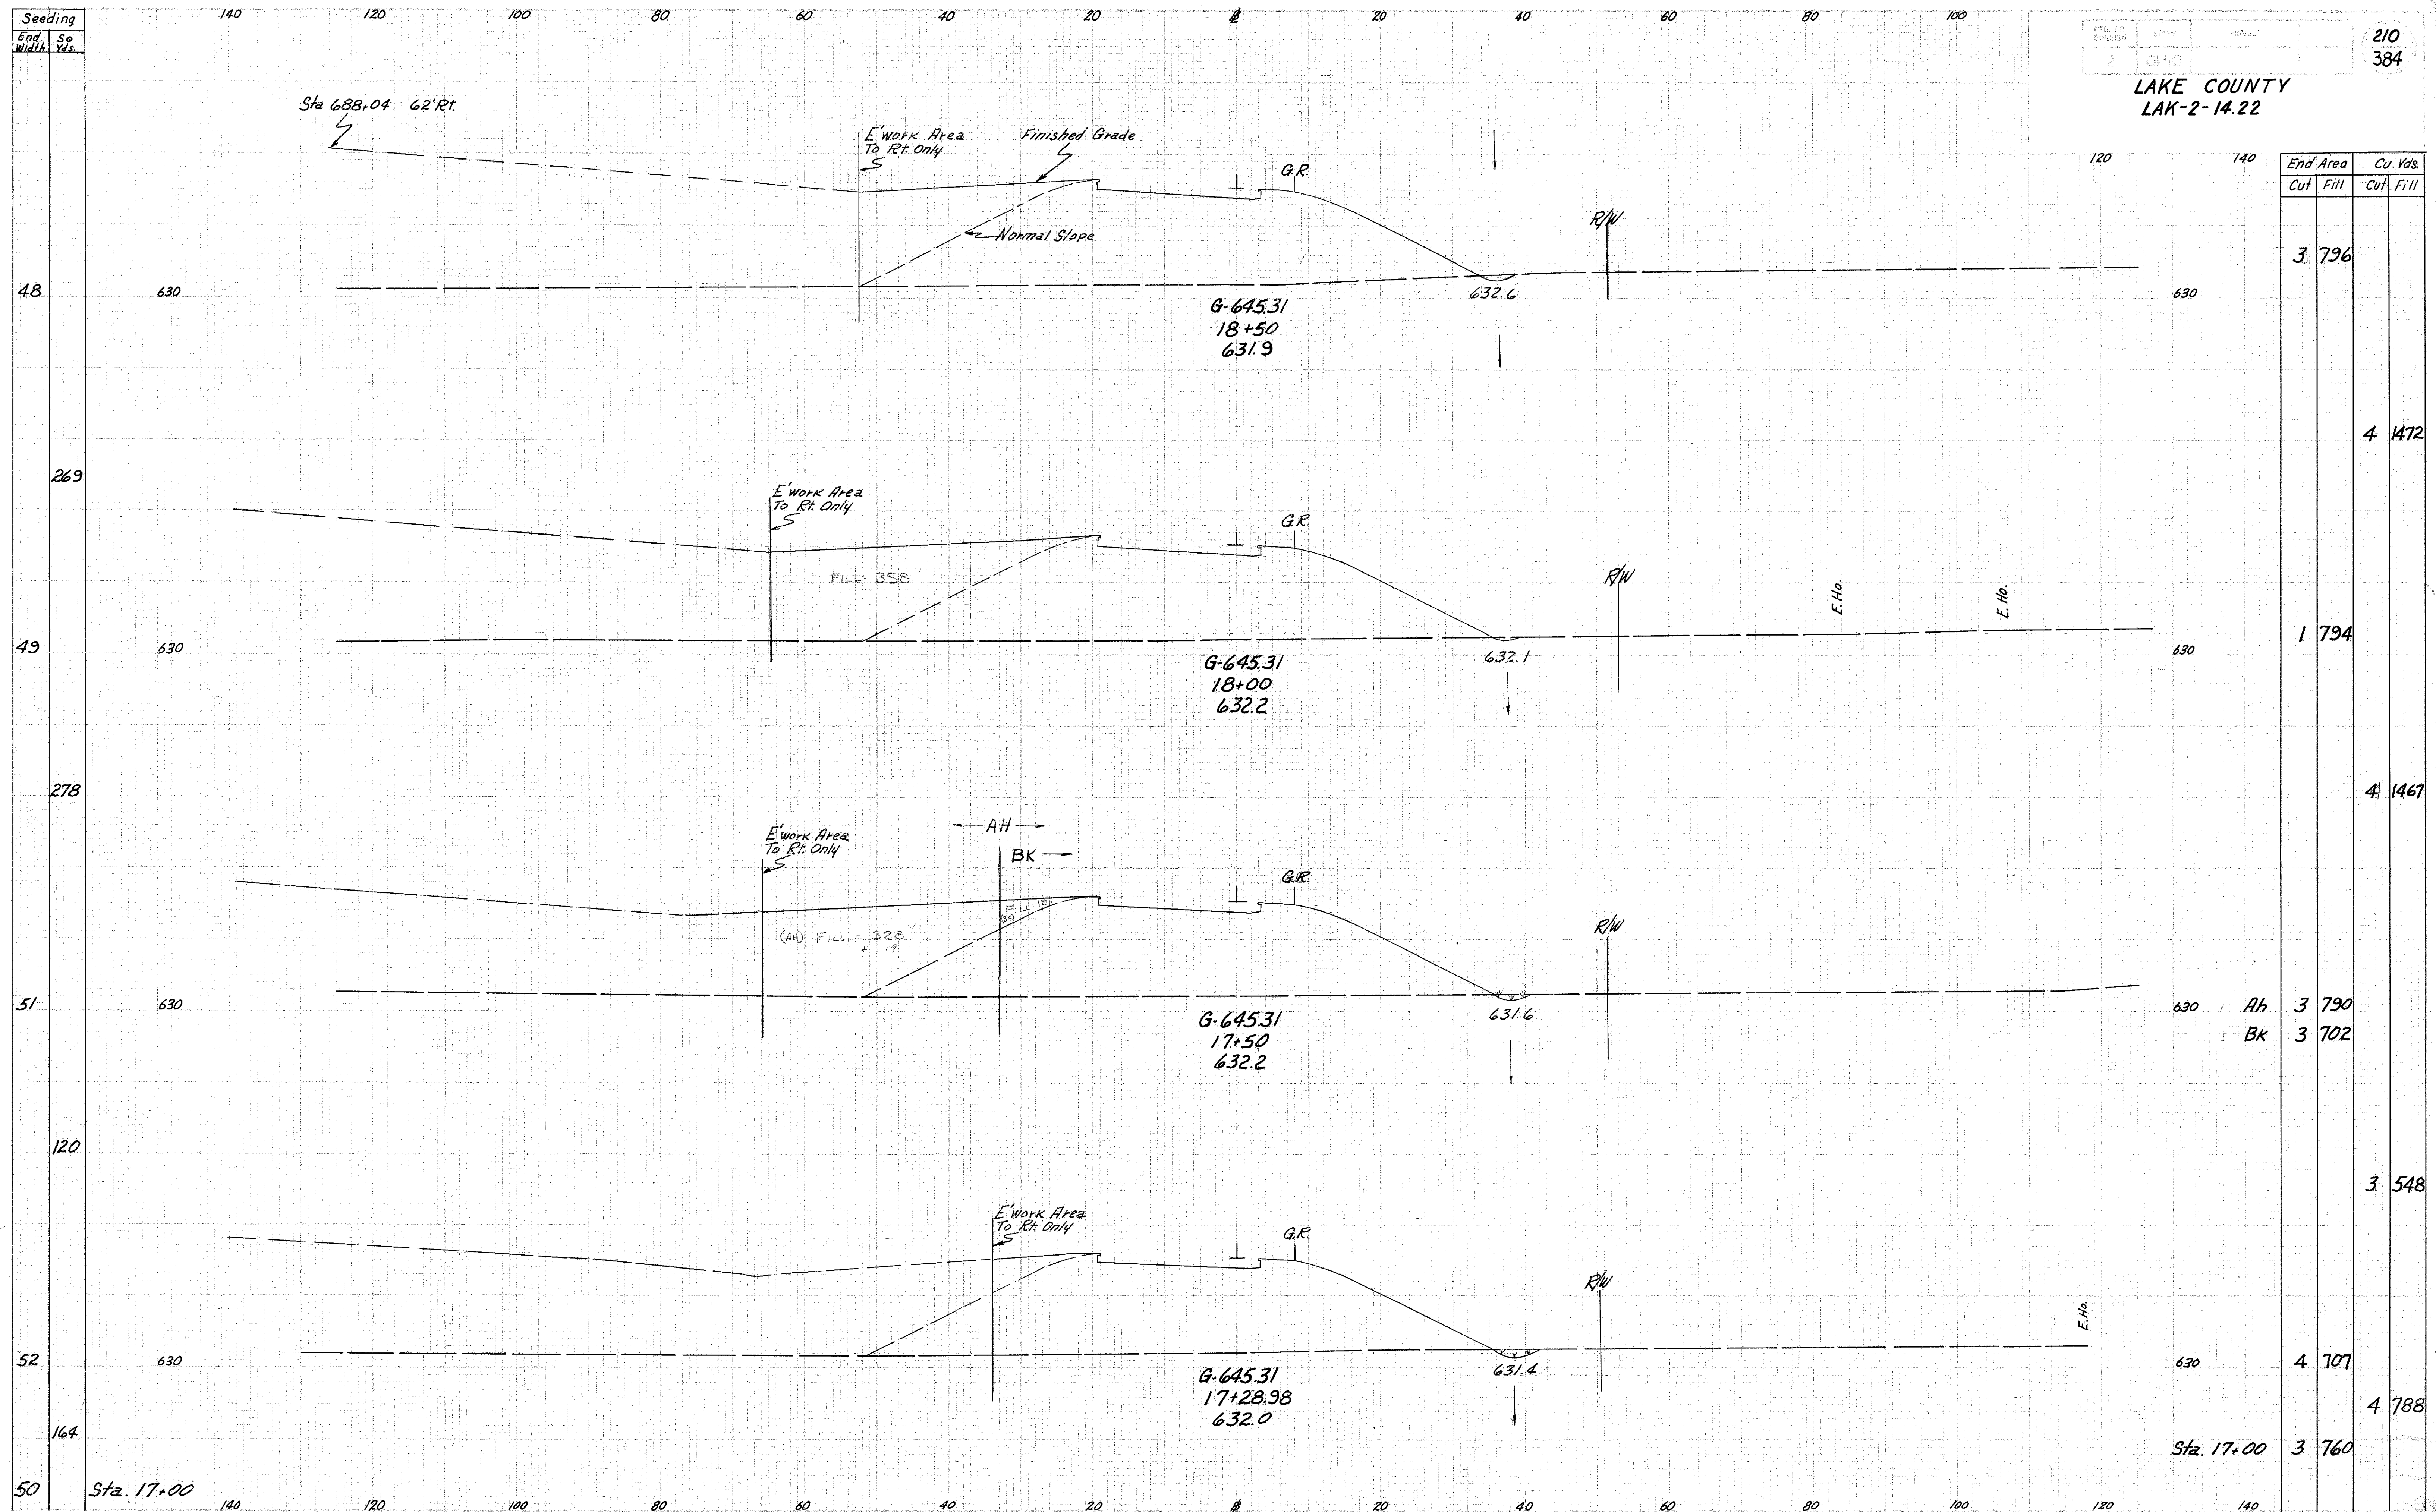 140 120 100 80 60 40 20 ℄ 20 40 60 80 100
Seeding
End Width
Sq Yds.
210
384
OHIO
LAKE COUNTY
LAK-2-14.22
120 140
End Area
Cu. Yds.
Cut Fill Cut Fill
Sta 688+04 62' Rt.
E'work Area
To Rt. Only
Finished Grade
G.R.
R/W
Normal Slope
3 796
48 630
632.6
630
G-645.31
18+50
631.9
4 1472
269
E'work Area
To Rt. Only
G.R.
FILL: 358
R/W
E.Ho.
E.Ho.
49 630
632.1
630
1 794
G-645.31
18+00
632.2
278
4 1467
AH
BK
E'work Area
To Rt. Only
G.R.
(AH) FILL = 328
+ 19
R/W
51 630
631.6
630 Ah 3 790
Bk 3 702
G-645.31
17+50
632.2
120
3 548
E'work Area
To Rt. Only
G.R.
R/W
E.Ho.
52 630
631.4
630
4 707
G-645.31
17+28.98
632.0
4 788
164
Sta. 17+00 3 760
50 Sta. 17+00
140 120 100 80 60 40 20 ℄ 20 40 60 80 100 120 140